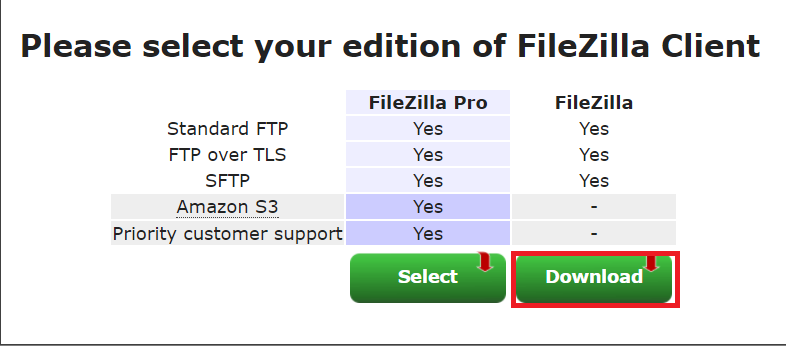 Please select your edition of FileZilla Client
FileZilla Pro FileZilla
Standard FTP Yes Yes
FTP over TLS Yes Yes
SFTP Yes Yes
Amazon S3 Yes -
Priority customer support Yes -
Select Download